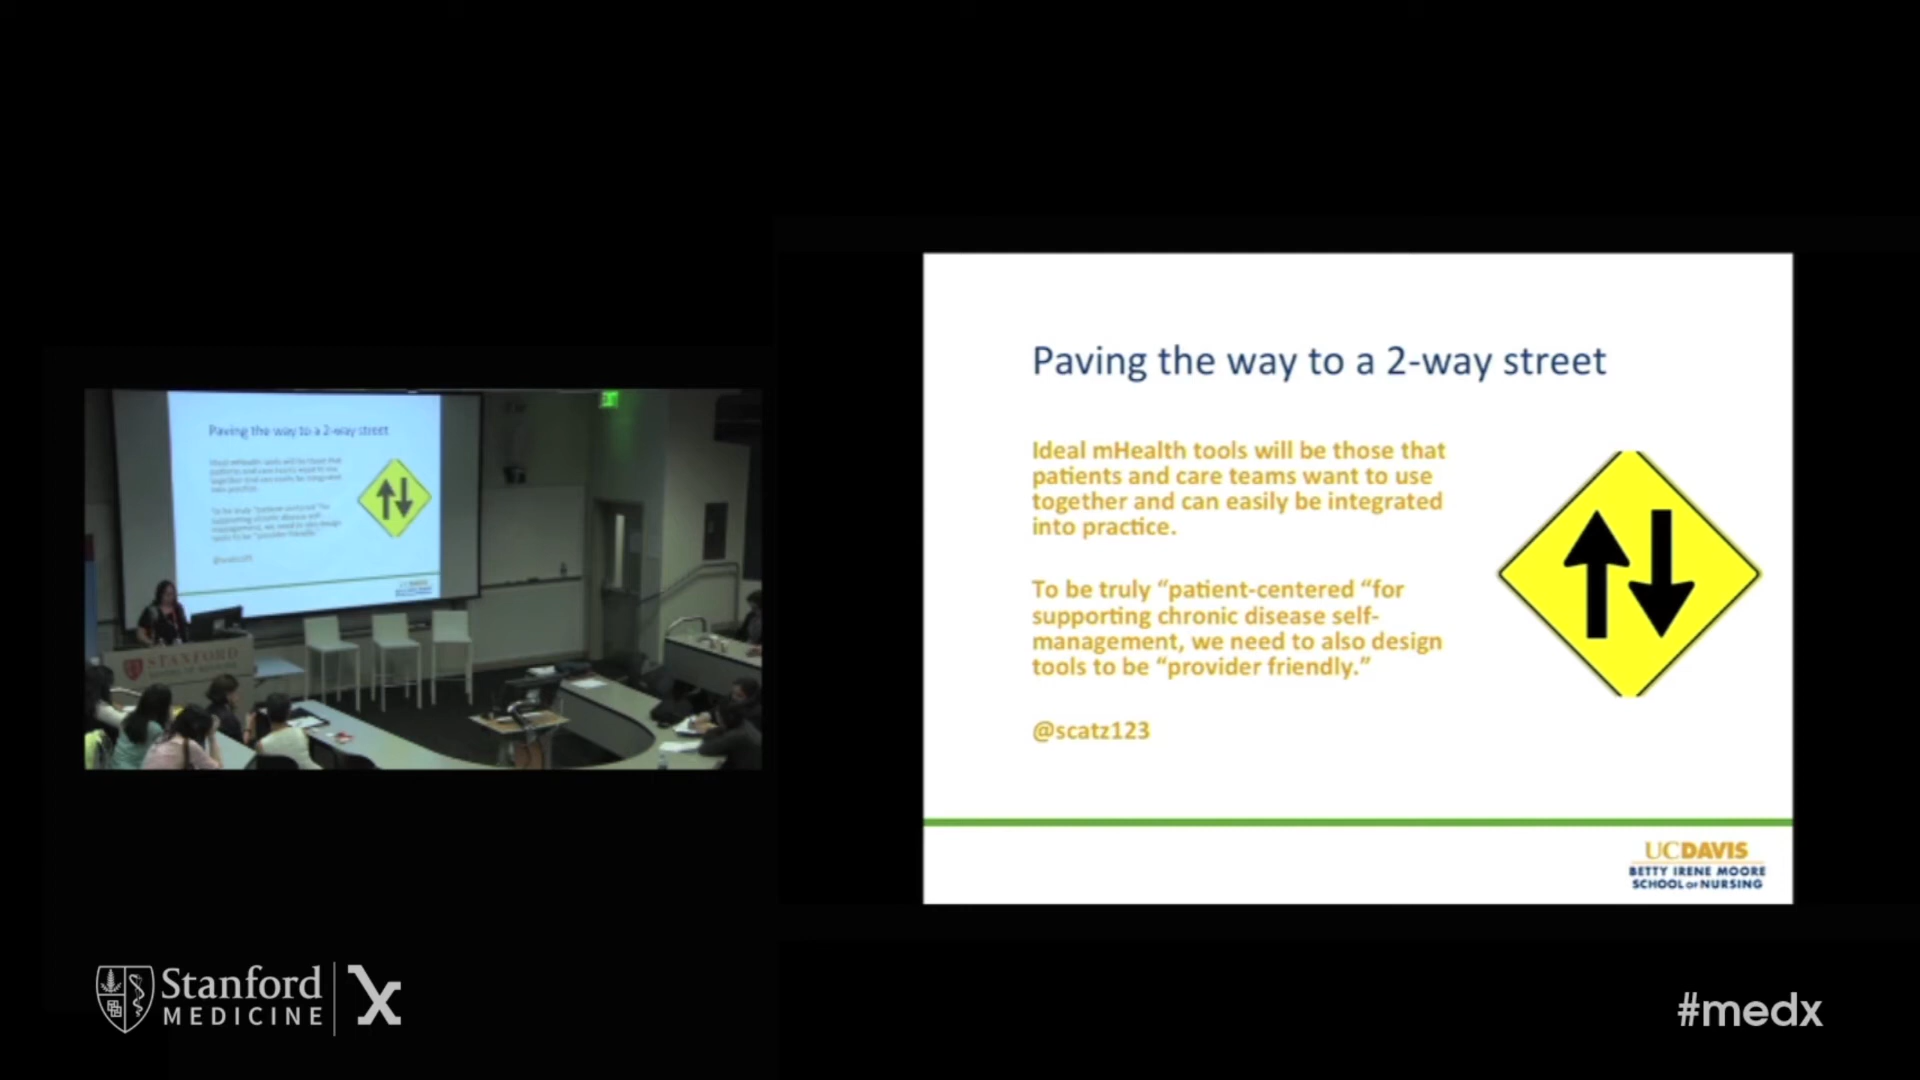 Paving the way to a 2-way street
STANFORD
Paving the way to a 2-way street
Ideal mHealth tools will be those that
patients and care teams want to use
together and can easily be integrated
into practice.
To be truly “patient-centered “for
supporting chronic disease self-
management, we need to also design
tools to be “provider friendly.”
@scatz123
UCDAVIS
BETTY IRENE MOORE
SCHOOL OF NURSING
Stanford
MEDICINE
X
#medx